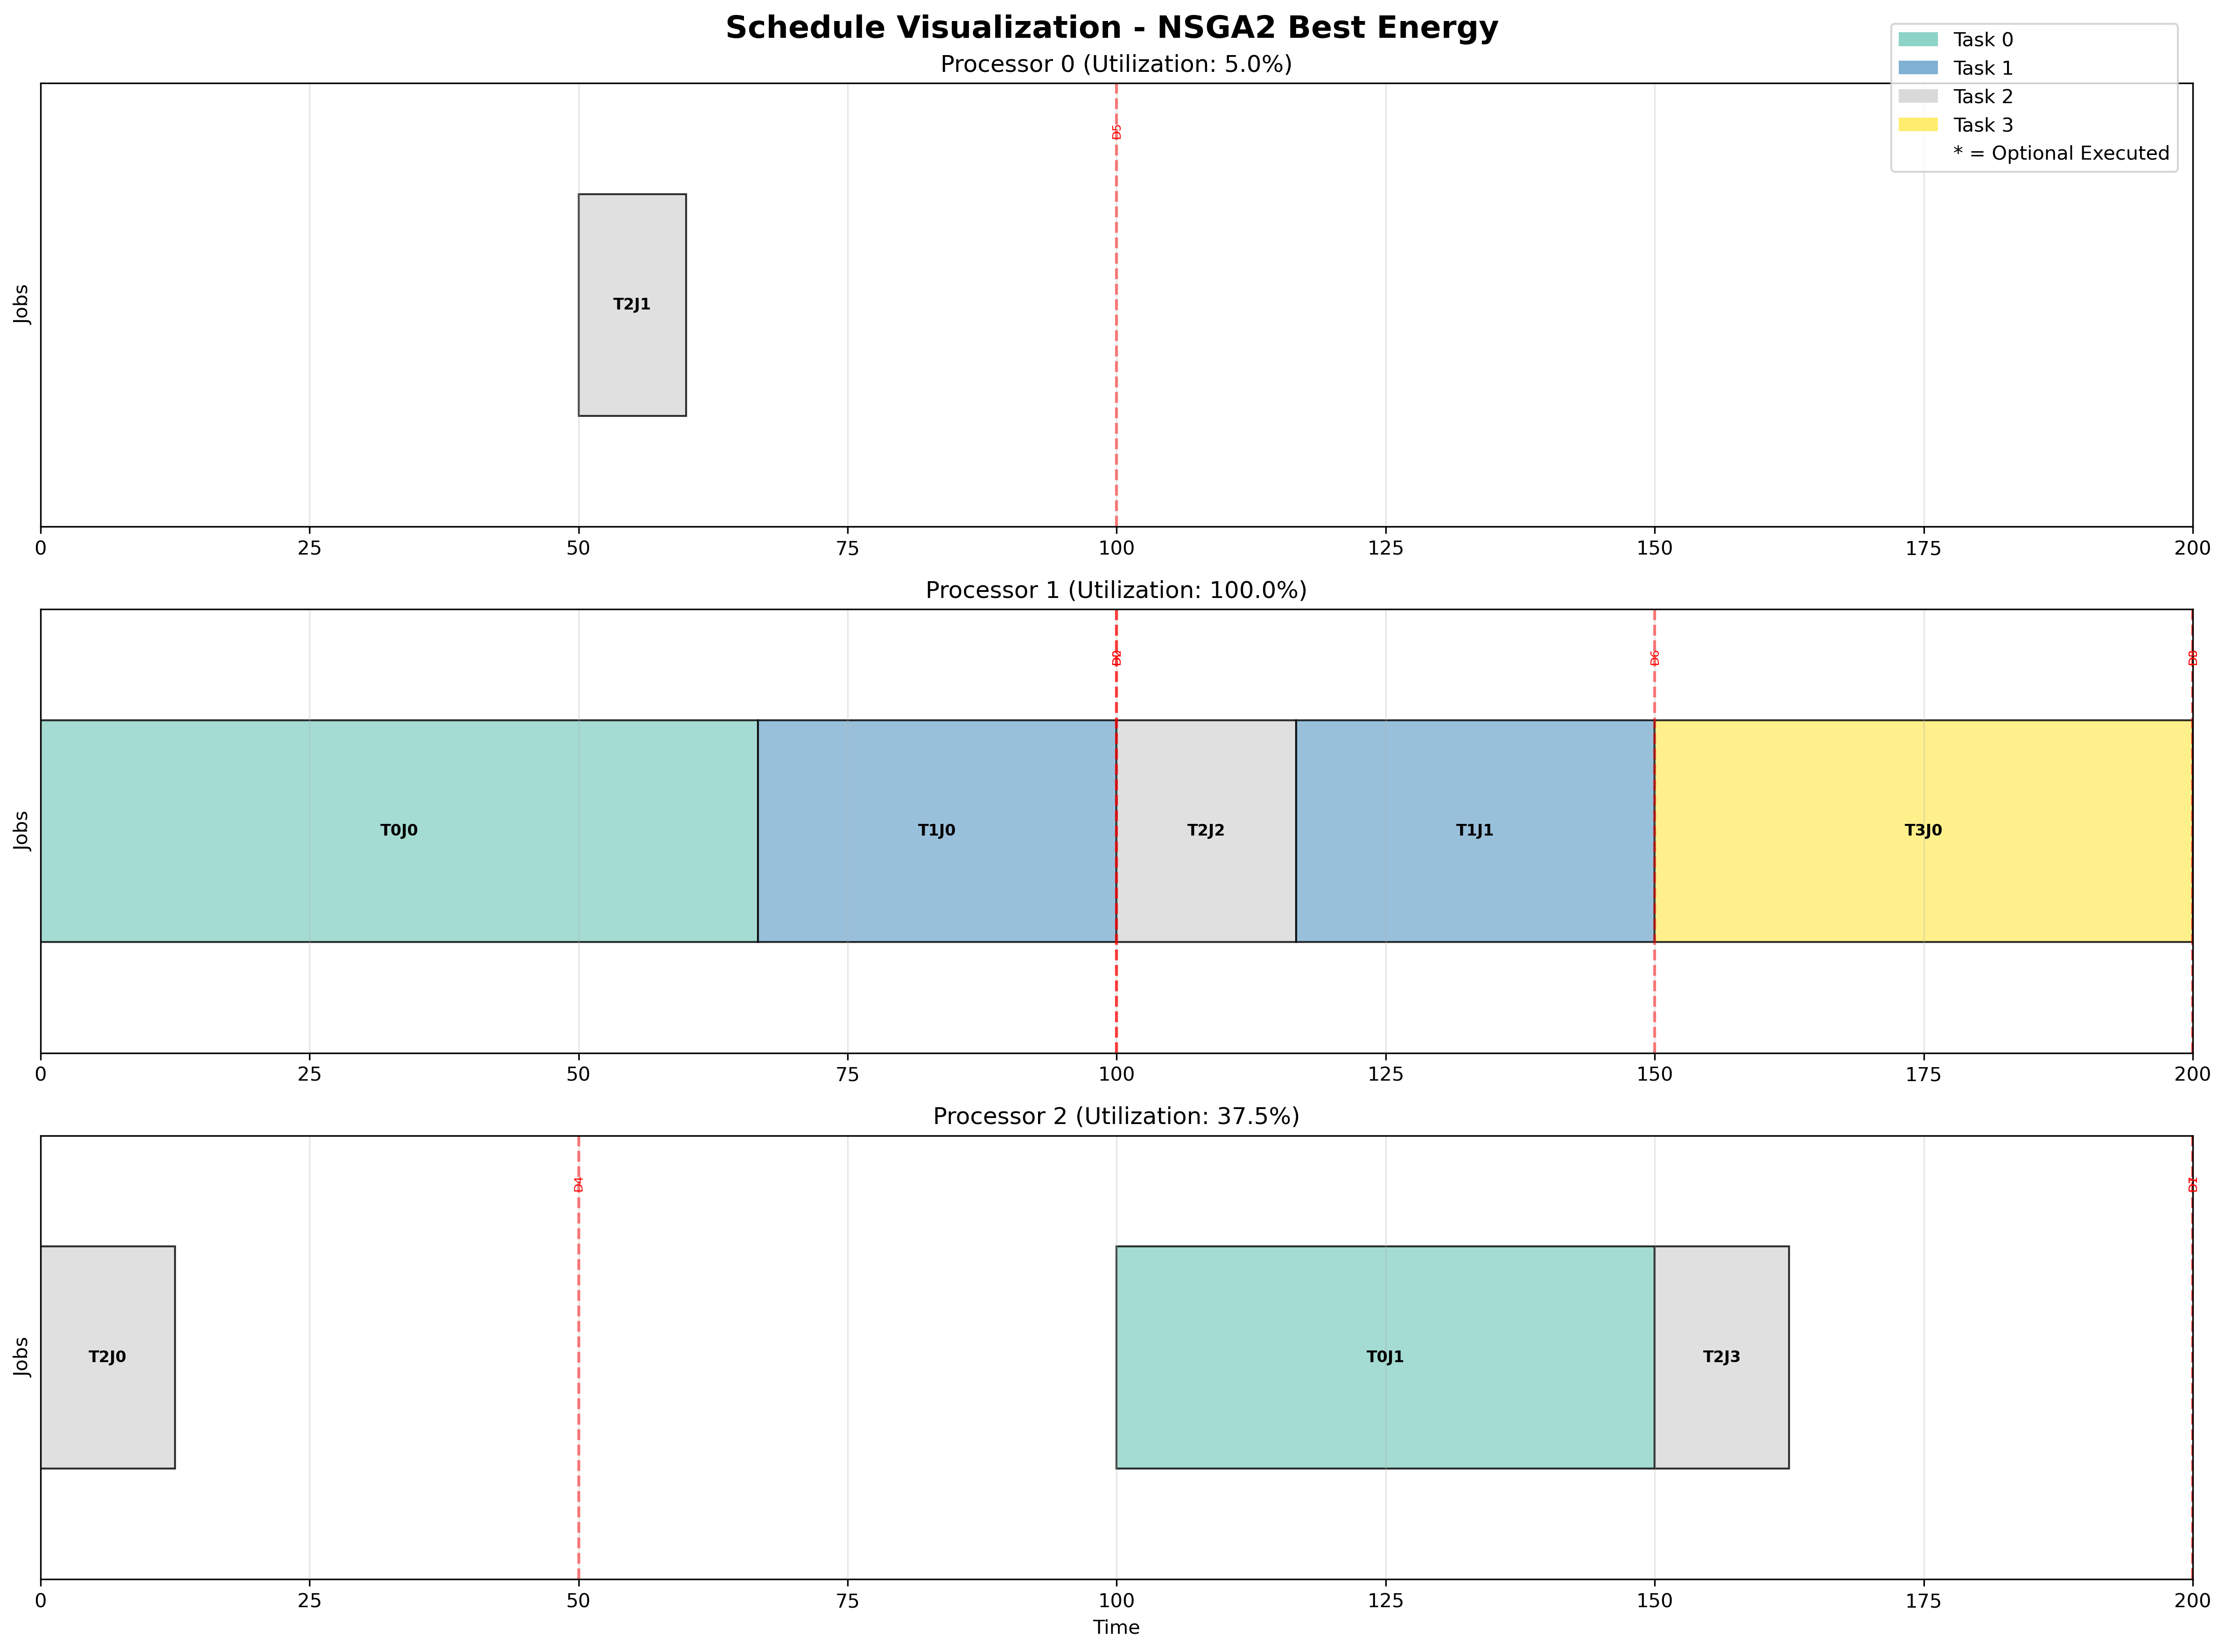 Schedule Visualization - NSGA2 Best Energy
Task 0
Task 1
Task 2
Task 3
* = Optional Executed
Processor 0 (Utilization: 5.0%)
D5
Jobs
T2J1
0 25 50 75 100 125 150 175 200
Processor 1 (Utilization: 100.0%)
D6
Jobs
T0J0 T1J0 T2J2 T1J1 T3J0
0 25 50 75 100 125 150 175 200
Processor 2 (Utilization: 37.5%)
D4
Jobs
T2J0 T0J1 T2J3
0 25 50 75 100 125 150 175 200
Time